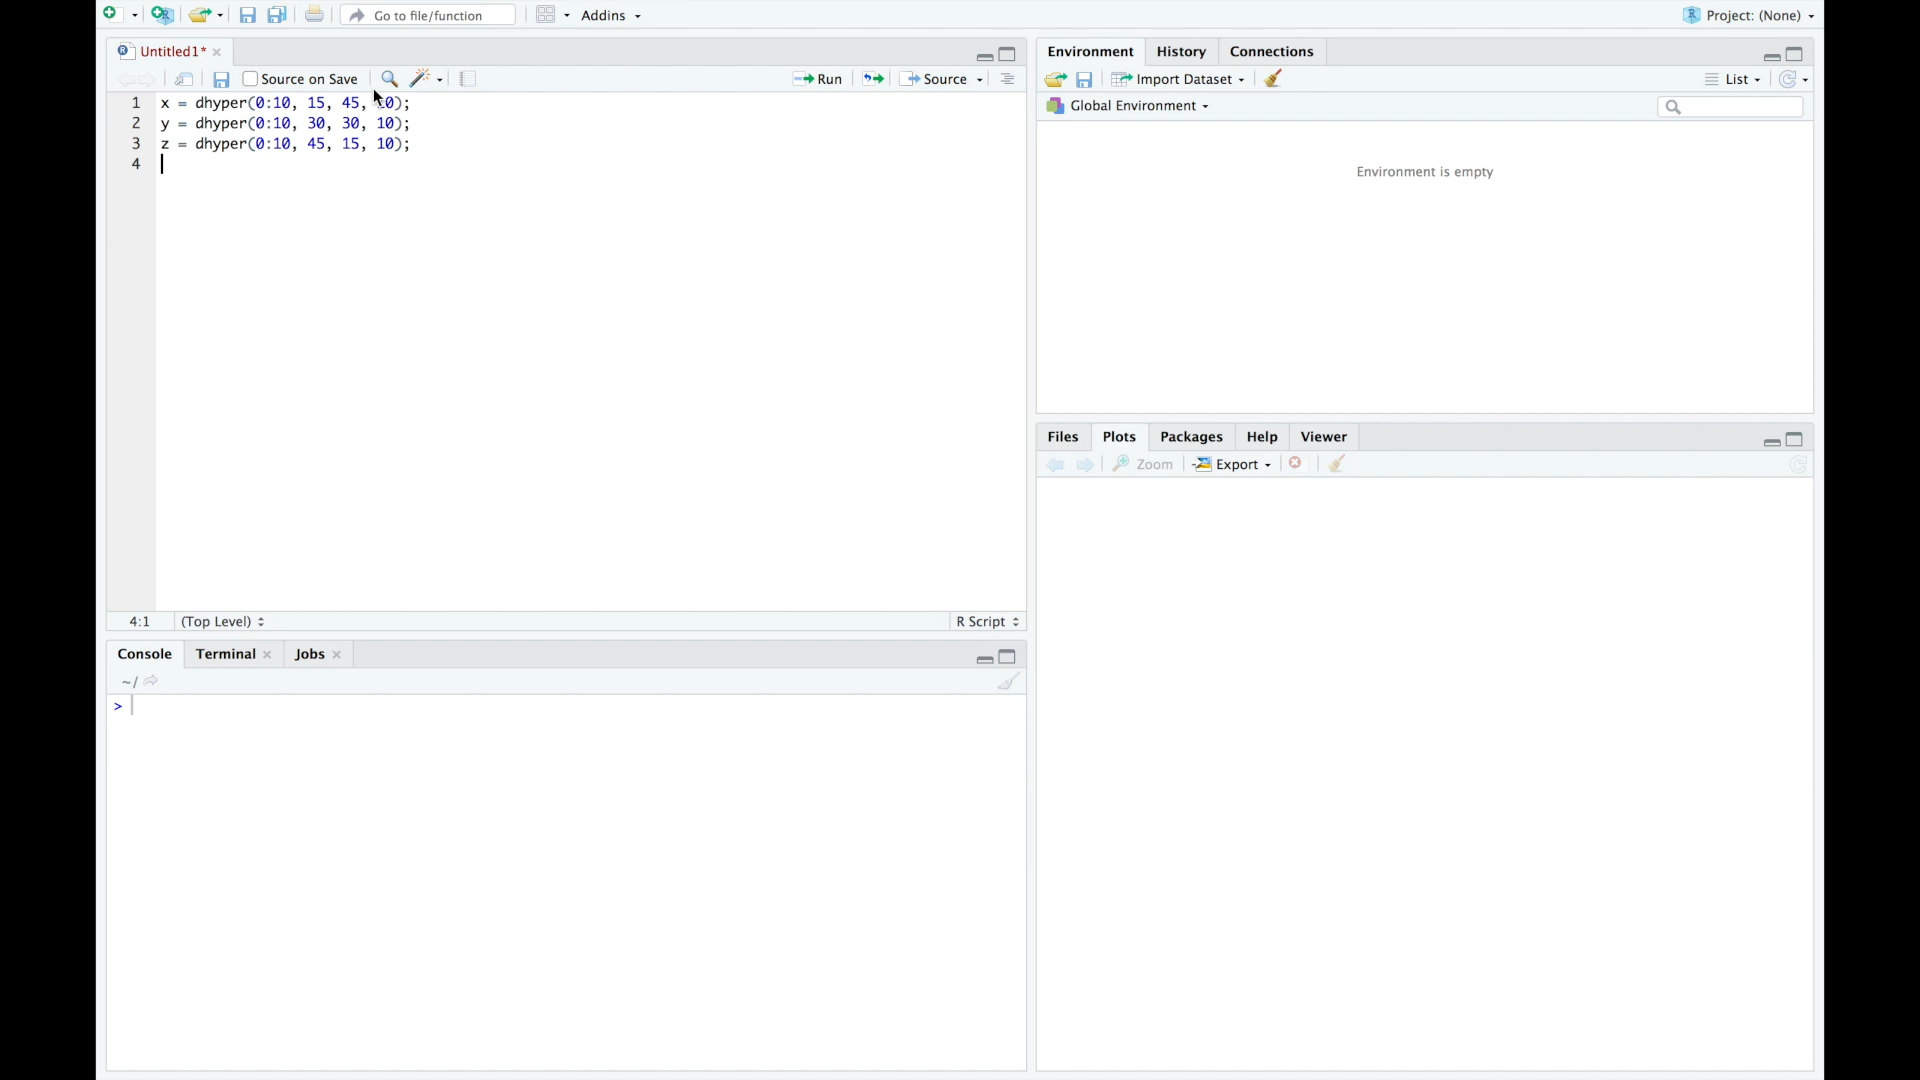 Go to file/function
Addins
Project: (None)
Untitled1*
Source on Save
Run
Source
1 x = dhyper(0:10, 15, 45, 10);
2 y = dhyper(0:10, 30, 30, 10);
3 z = dhyper(0:10, 45, 15, 10);
4
4:1
(Top Level)
R Script
Console
Terminal
Jobs
~/
>
Environment
History
Connections
Import Dataset
List
Global Environment
Environment is empty
Files
Plots
Packages
Help
Viewer
Zoom
Export